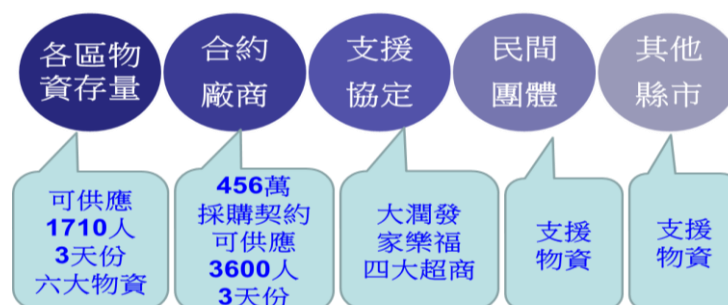 各區物
資存量
合約
廠商
支援
協定
民間
團體
其他
縣市
可供應
1710人
3天份
六大物資
456萬
採購契約
可供應
3600人
3天份
大潤發
家樂福
四大超商
支援
物資
支援
物資